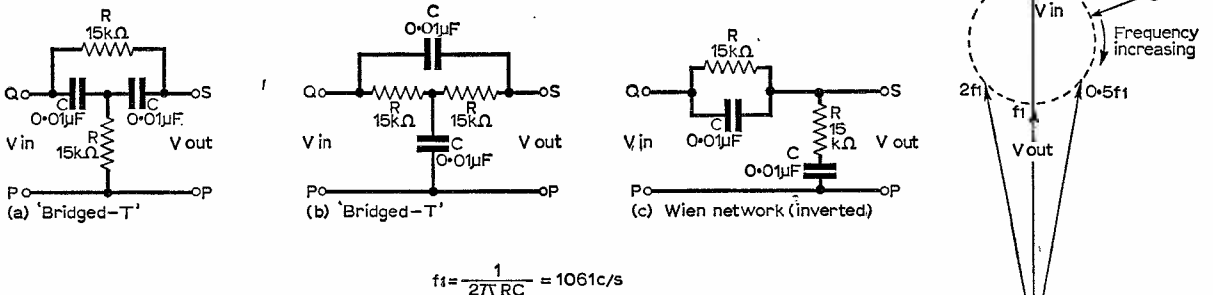 R
15kΩ
Q
S
C
0·01μF
C
0·01μF
R
15kΩ
V in
V out
P
P
(a) 'Bridged-T'
C
0·01μF
Q
S
R
15kΩ
R
15kΩ
C
0·01μF
V in
V out
P
P
(b) 'Bridged-T'
R
15kΩ
Q
S
C
0·01μF
R
15
kΩ
C
0·01μF
V in
V out
P
P
(c) Wien network (inverted)
V in
Frequency
increasing
2f1
0·5f1
f1
V out
f1 = 1/2π RC = 1061c/s